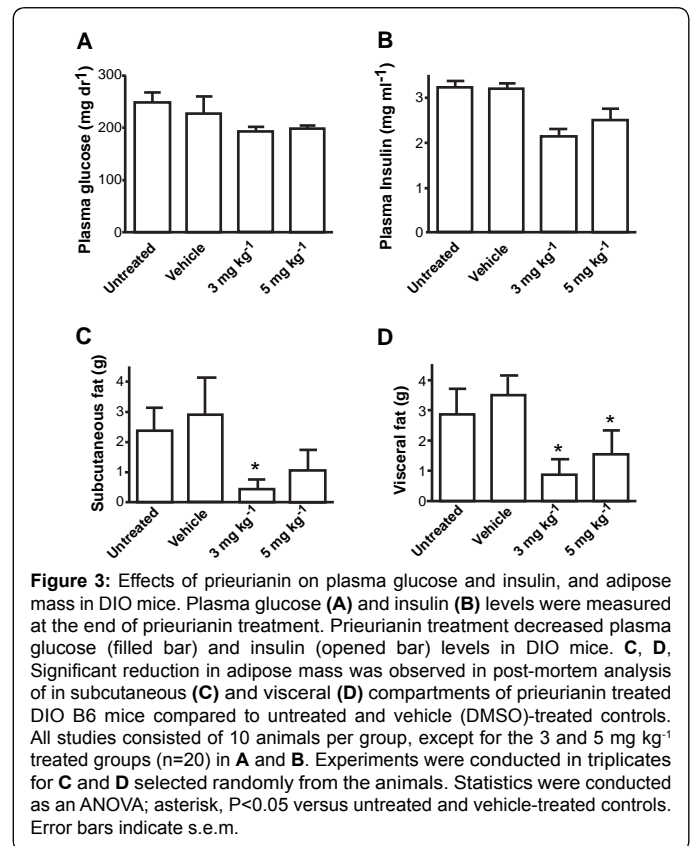 A
Plasma glucose (mg dr¹)
300
200
100
0
Untreated
Vehicle
3 mg kg⁻¹
5 mg kg⁻¹
B
Plasma Insulin (mg ml⁻¹)
3
2
1
0
Untreated
Vehicle
3 mg kg⁻¹
5 mg kg⁻¹
C
Subcutaneous fat (g)
4
3
2
1
0
*
Untreated
Vehicle
3 mg kg⁻¹
5 mg kg⁻¹
D
Visceral fat (g)
4
3
2
1
0
*
*
Untreated
Vehicle
3 mg kg⁻¹
5 mg kg⁻¹
Figure 3: Effects of prieurianin on plasma glucose and insulin, and adipose
mass in DIO mice. Plasma glucose (A) and insulin (B) levels were measured
at the end of prieurianin treatment. Prieurianin treatment decreased plasma
glucose (filled bar) and insulin (opened bar) levels in DIO mice. C, D,
Significant reduction in adipose mass was observed in post-mortem analysis
of in subcutaneous (C) and visceral (D) compartments of prieurianin treated
DIO B6 mice compared to untreated and vehicle (DMSO)-treated controls.
All studies consisted of 10 animals per group, except for the 3 and 5 mg kg⁻¹
treated groups (n=20) in A and B. Experiments were conducted in triplicates
for C and D selected randomly from the animals. Statistics were conducted
as an ANOVA; asterisk, P<0.05 versus untreated and vehicle-treated controls.
Error bars indicate s.e.m.